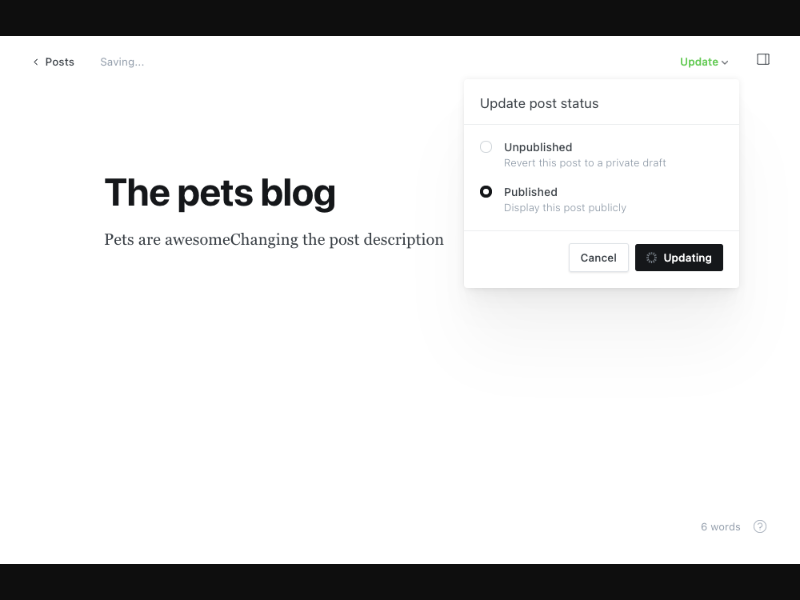 Posts
Saving...
Update
Update post status
Unpublished
Revert this post to a private draft
Published
Display this post publicly
Cancel
Updating
The pets blog
Pets are awesomeChanging the post description
6 words
?